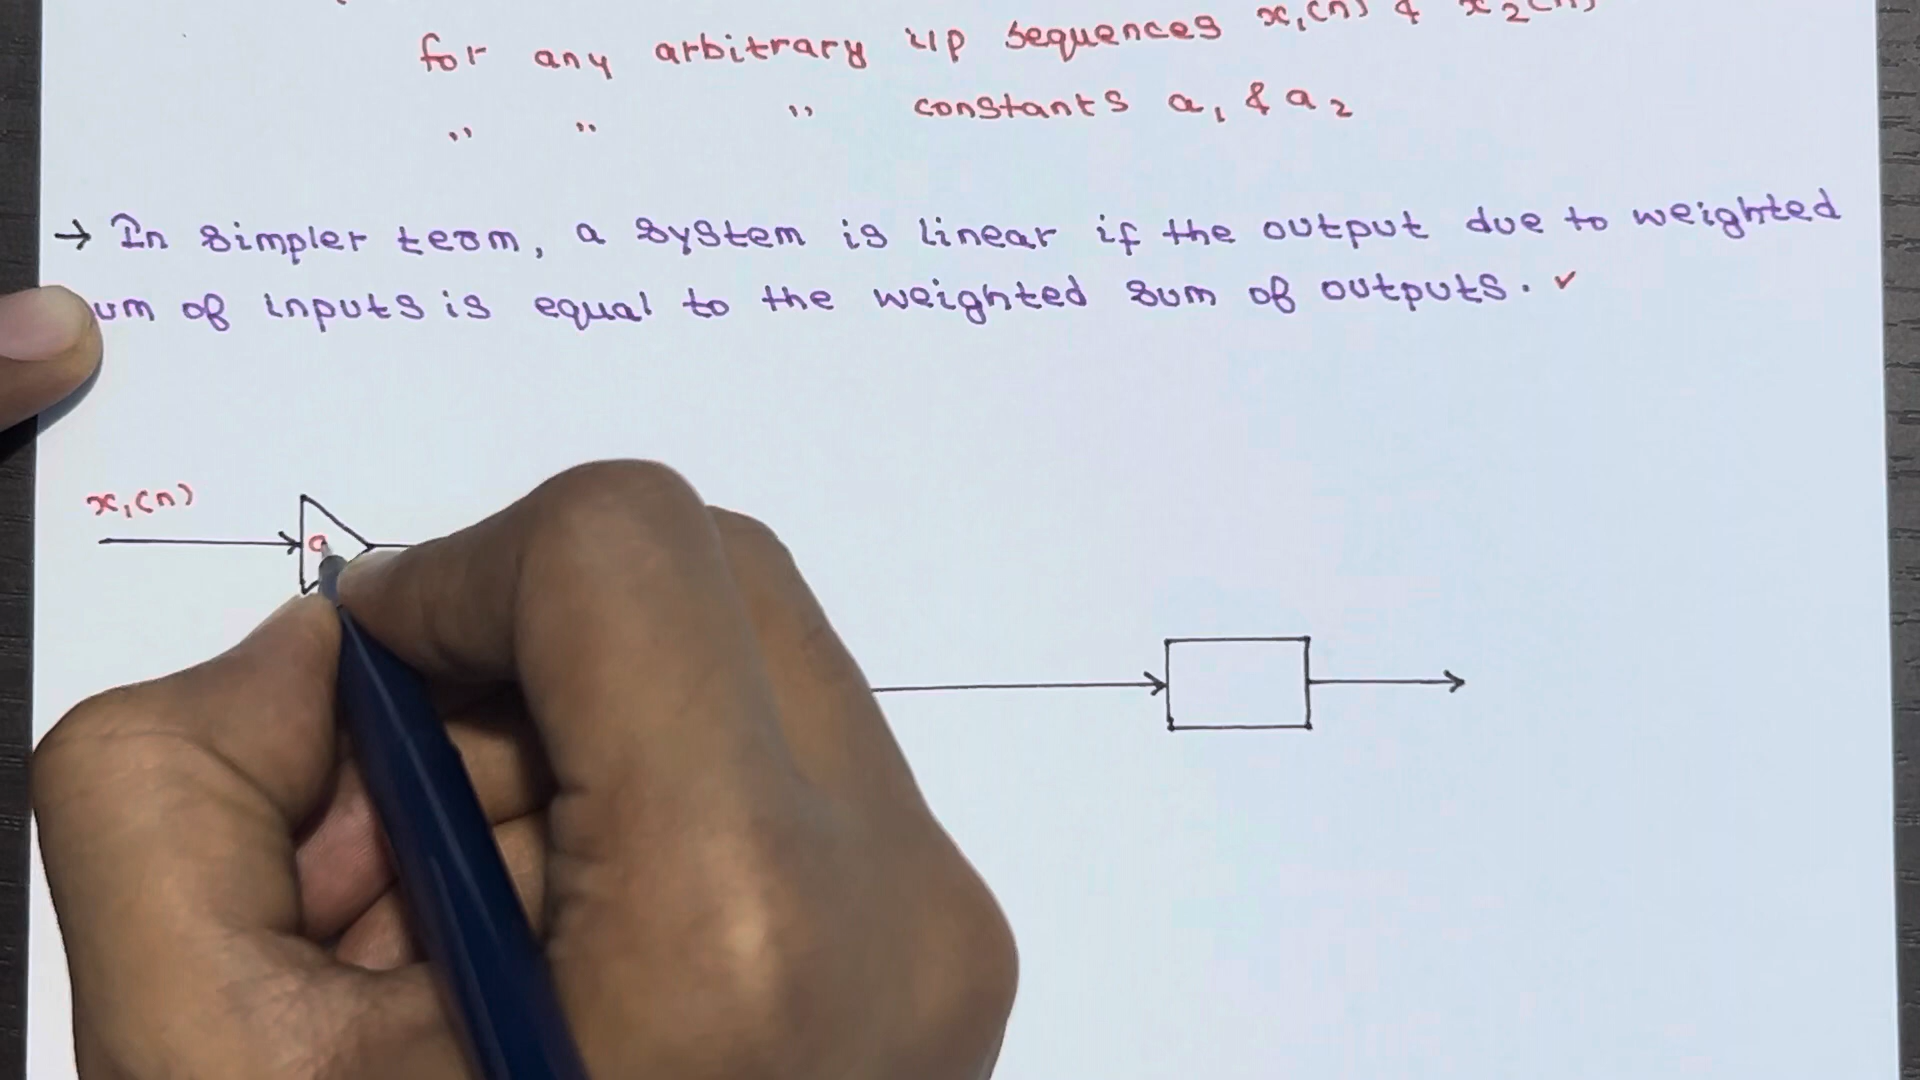 for any arbitrary i/p sequences x₁(n) & x₂(n)
,, ,, ,, constants a₁ & a₂
→ In simpler term, a system is linear if the output due to weighted
um of inputs is equal to the weighted sum of outputs. ✓
x₁(n)
a